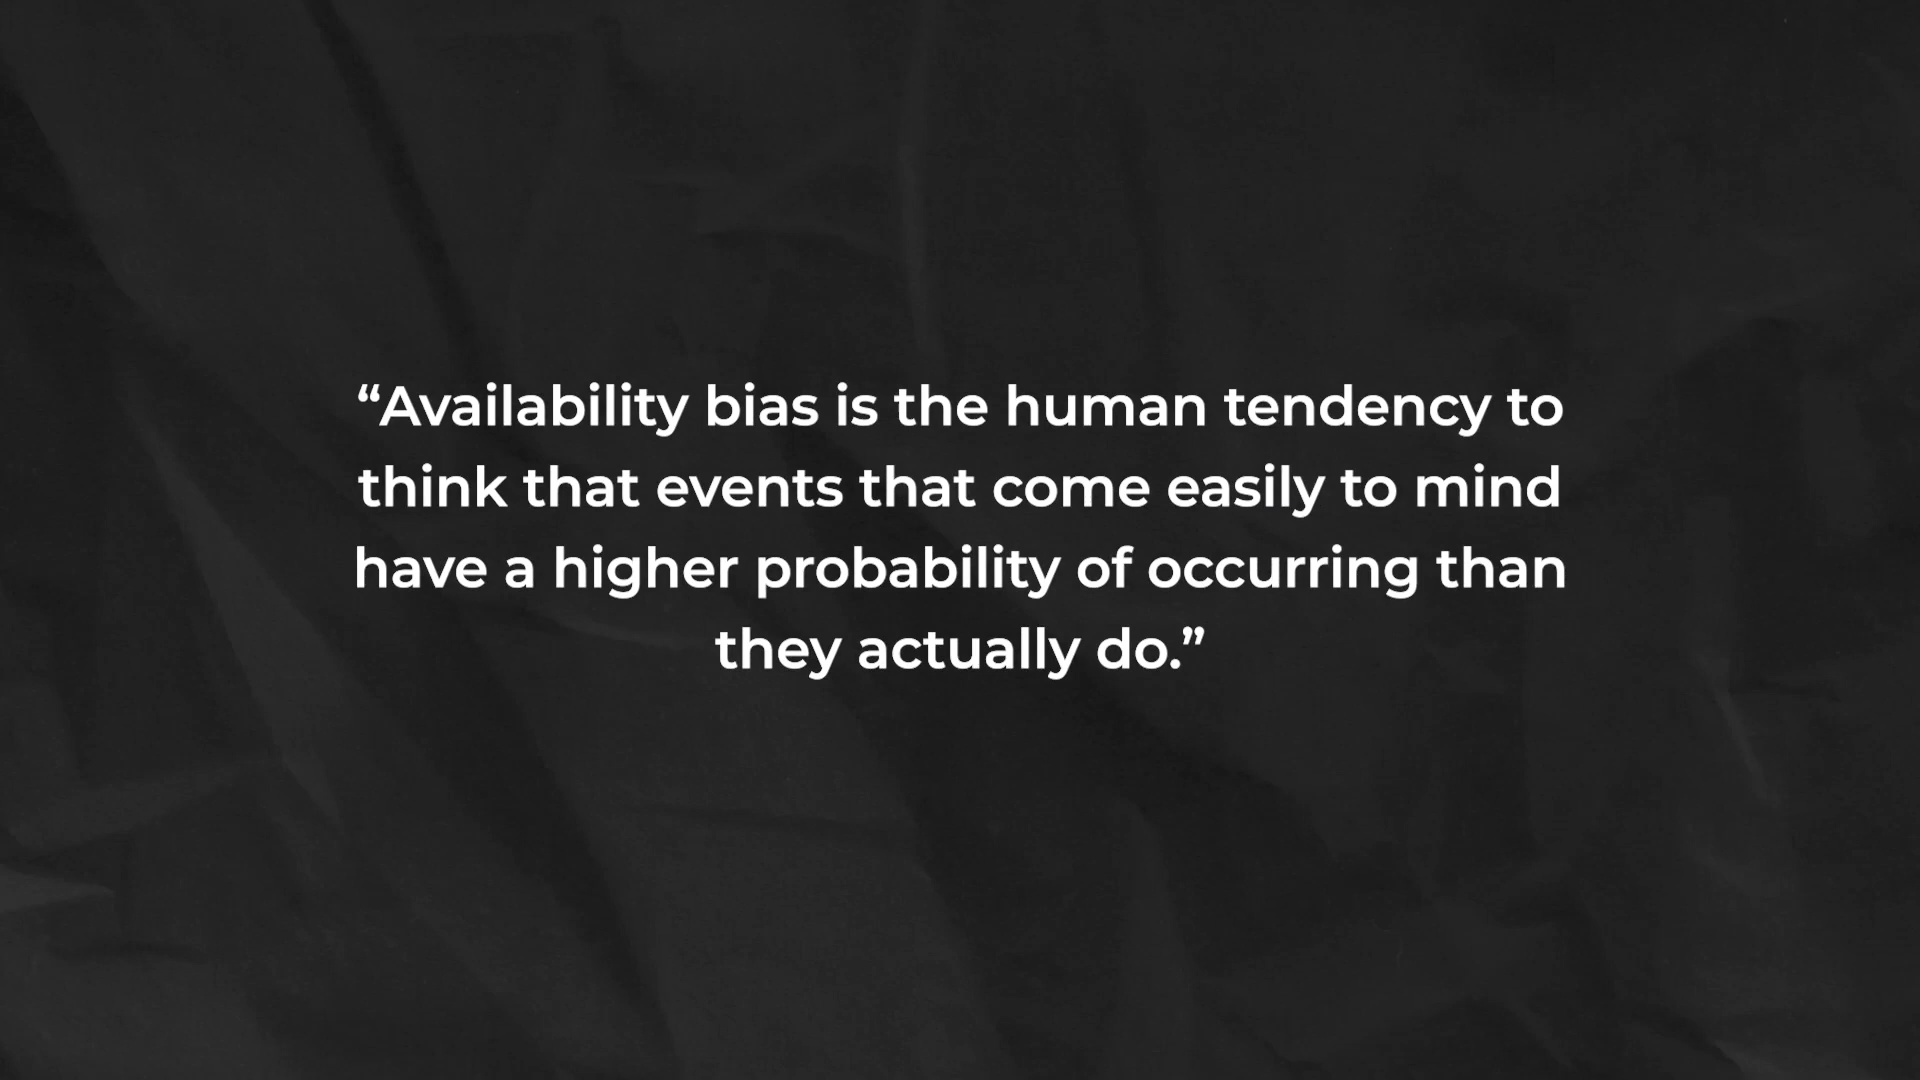 “Availability bias is the human tendency to
think that events that come easily to mind
have a higher probability of occurring than
they actually do.”